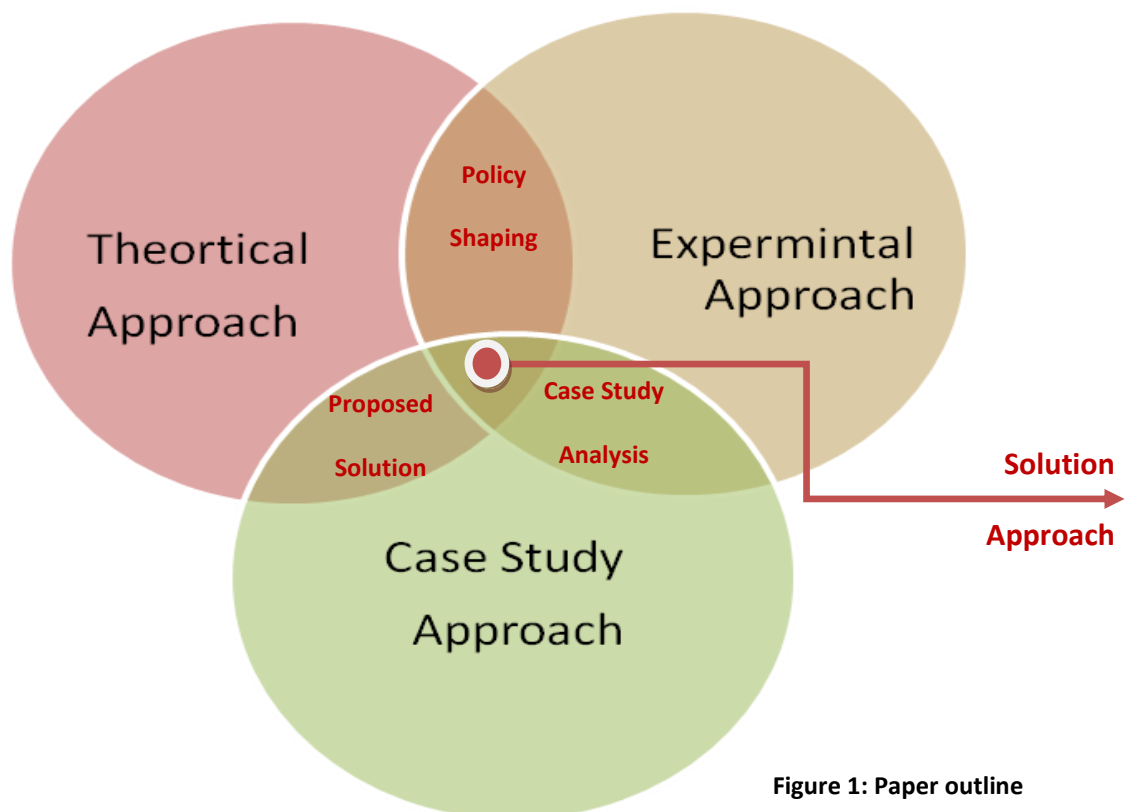 Policy
Shaping
Theortical
Approach
Expermintal
Approach
Proposed
Solution
Case Study
Analysis
Solution
Approach
Case Study
Approach
Figure 1: Paper outline